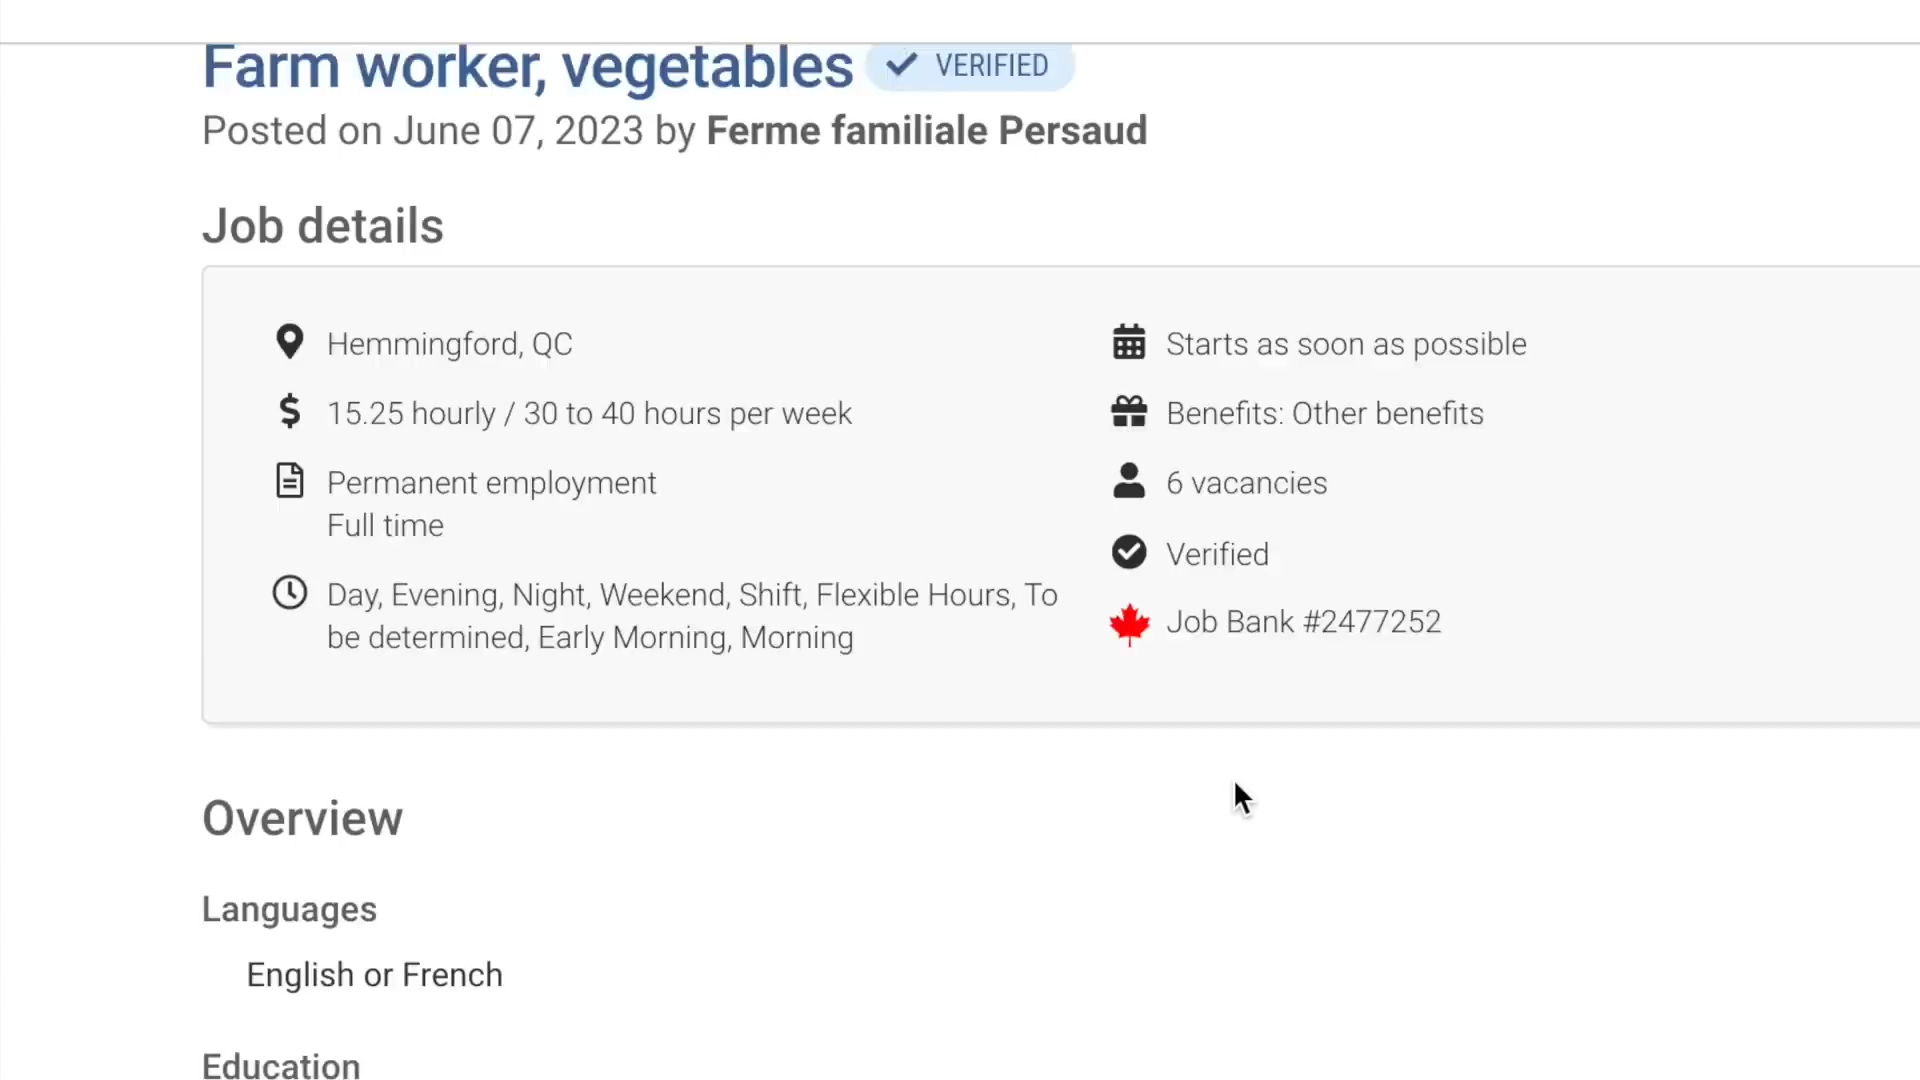 Farm worker, vegetables VERIFIED
Posted on June 07, 2023 by Ferme familiale Persaud
Job details
Hemmingford, QC
15.25 hourly / 30 to 40 hours per week
Permanent employment
Full time
Day, Evening, Night, Weekend, Shift, Flexible Hours, To
be determined, Early Morning, Morning
Starts as soon as possible
Benefits: Other benefits
6 vacancies
Verified
Job Bank #2477252
Overview
Languages
English or French
Education